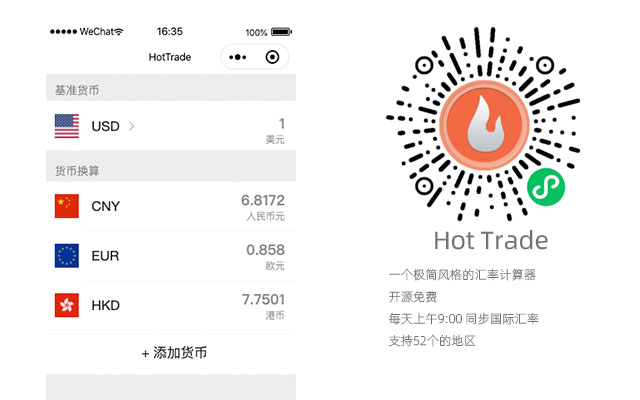 WeChat 16:35 100%
HotTrade
基准货币
USD 1
美元
货币换算
CNY 6.8172
人民币元
EUR 0.858
欧元
HKD 7.7501
港币
+ 添加货币
Hot Trade
一个极简风格的汇率计算器
开源免费
每天上午9:00 同步国际汇率
支持52个的地区